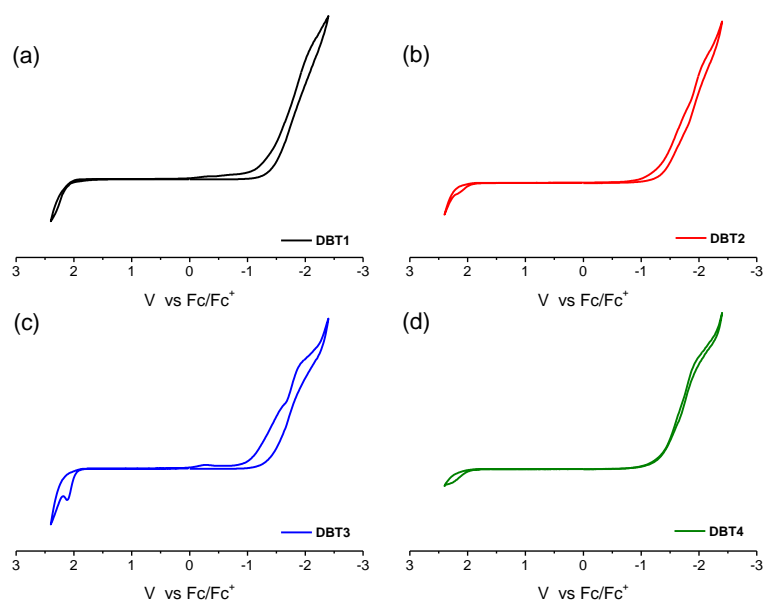 (a)
DBT1
3 2 1 0 -1 -2 -3
V vs Fc/Fc⁺
(b)
DBT2
3 2 1 0 -1 -2 -3
V vs Fc/Fc⁺
(c)
DBT3
3 2 1 0 -1 -2 -3
V vs Fc/Fc⁺
(d)
DBT4
3 2 1 0 -1 -2 -3
V vs Fc/Fc⁺